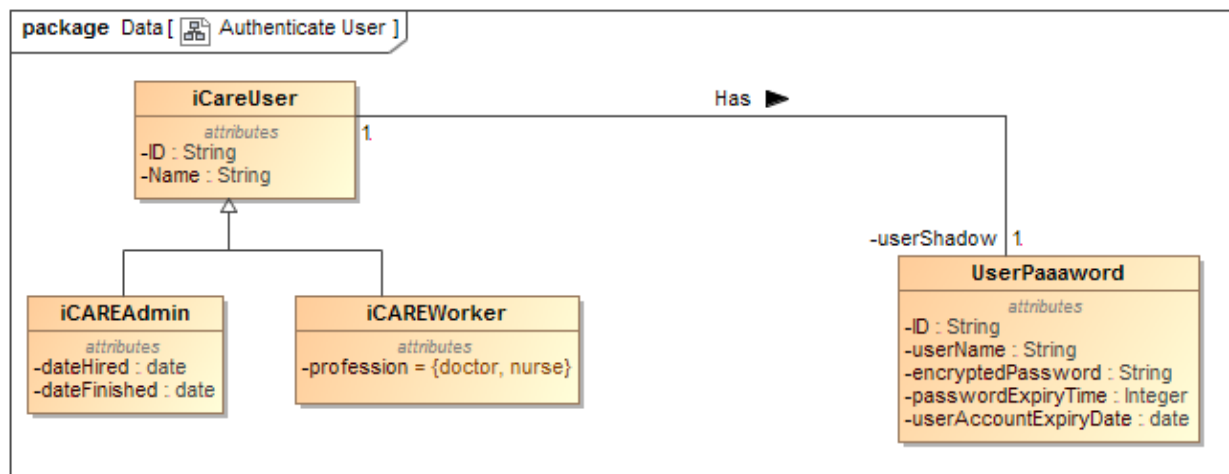 package Data [ Authenticate User ]
iCareUser
attributes
-ID : String
-Name : String
1
Has
-userShadow 1
UserPaaaword
attributes
-ID : String
-userName : String
-encryptedPassword : String
-passwordExpiryTime : Integer
-userAccountExpiryDate : date
iCAREAdmin
attributes
-dateHired : date
-dateFinished : date
iCAREWorker
attributes
-profession = {doctor, nurse}